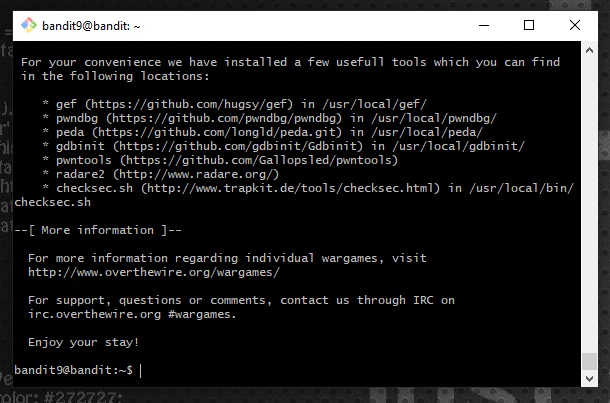 bandit9@bandit: ~
For your convenience we have installed a few usefull tools which you can find
in the following locations:
* gef (https://github.com/hugsy/gef) in /usr/local/gef/
* pwndbg (https://github.com/pwndbg/pwndbg) in /usr/local/pwndbg/
* peda (https://github.com/longld/peda.git) in /usr/local/peda/
* gdbinit (https://github.com/gdbinit/Gdbinit) in /usr/local/gdbinit/
* pwntools (https://github.com/Gallopsled/pwntools)
* radare2 (http://www.radare.org/)
* checksec.sh (http://www.trapkit.de/tools/checksec.html) in /usr/local/bin/
checksec.sh
--[ More information ]--
For more information regarding individual wargames, visit
http://www.overthewire.org/wargames/
For support, questions or comments, contact us through IRC on
irc.overthewire.org #wargames.
Enjoy your stay!
bandit9@bandit:~$
color: #272727;